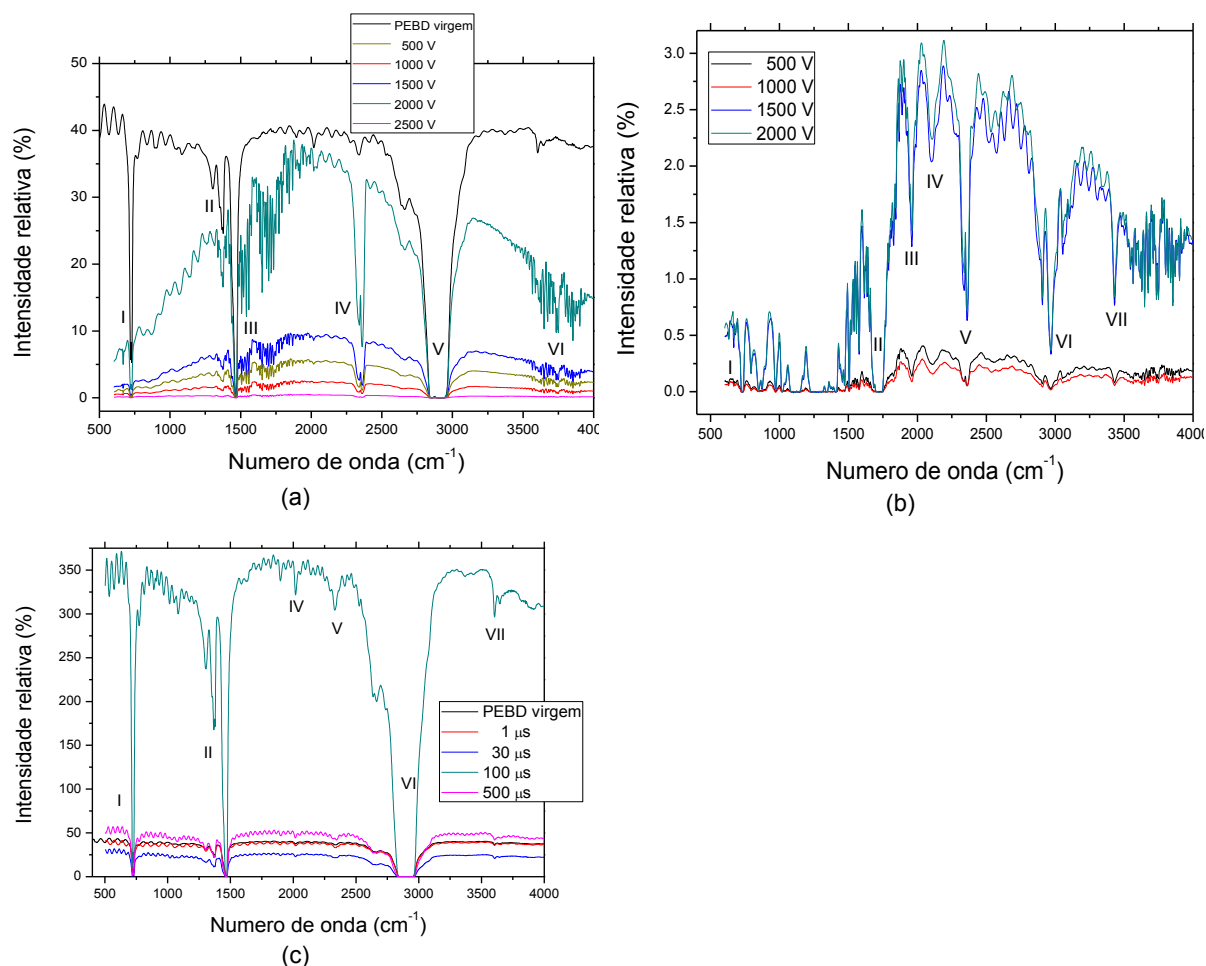 PEBD virgem
500 V
1000 V
1500 V
2000 V
2500 V
50
40
30
20
10
0
Intensidade relativa (%)
I
II
III
IV
V
VI
500 1000 1500 2000 2500 3000 3500 4000
Numero de onda (cm-1)
(a)
500 V
1000 V
1500 V
2000 V
3.0
2.5
2.0
1.5
1.0
0.5
0.0
Intensidade relativa (%)
I
II
III
IV
V
VI
VII
500 1000 1500 2000 2500 3000 3500 4000
Numero de onda (cm-1)
(b)
350
300
250
200
150
100
50
0
Intensidade relativa (%)
I
II
IV
V
VI
VII
PEBD virgem
1 μs
30 μs
100 μs
500 μs
500 1000 1500 2000 2500 3000 3500 4000
Numero de onda (cm-1)
(c)